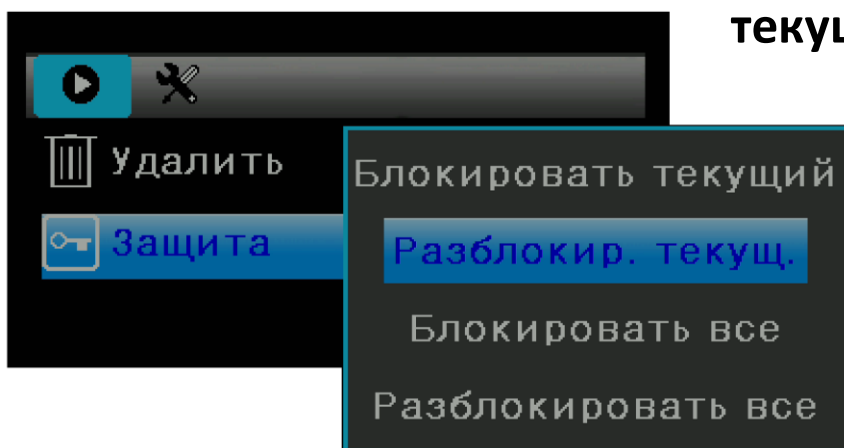 Удалить
Защита
Блокировать текущий
Разблокир. текущ.
Блокировать все
Разблокировать все